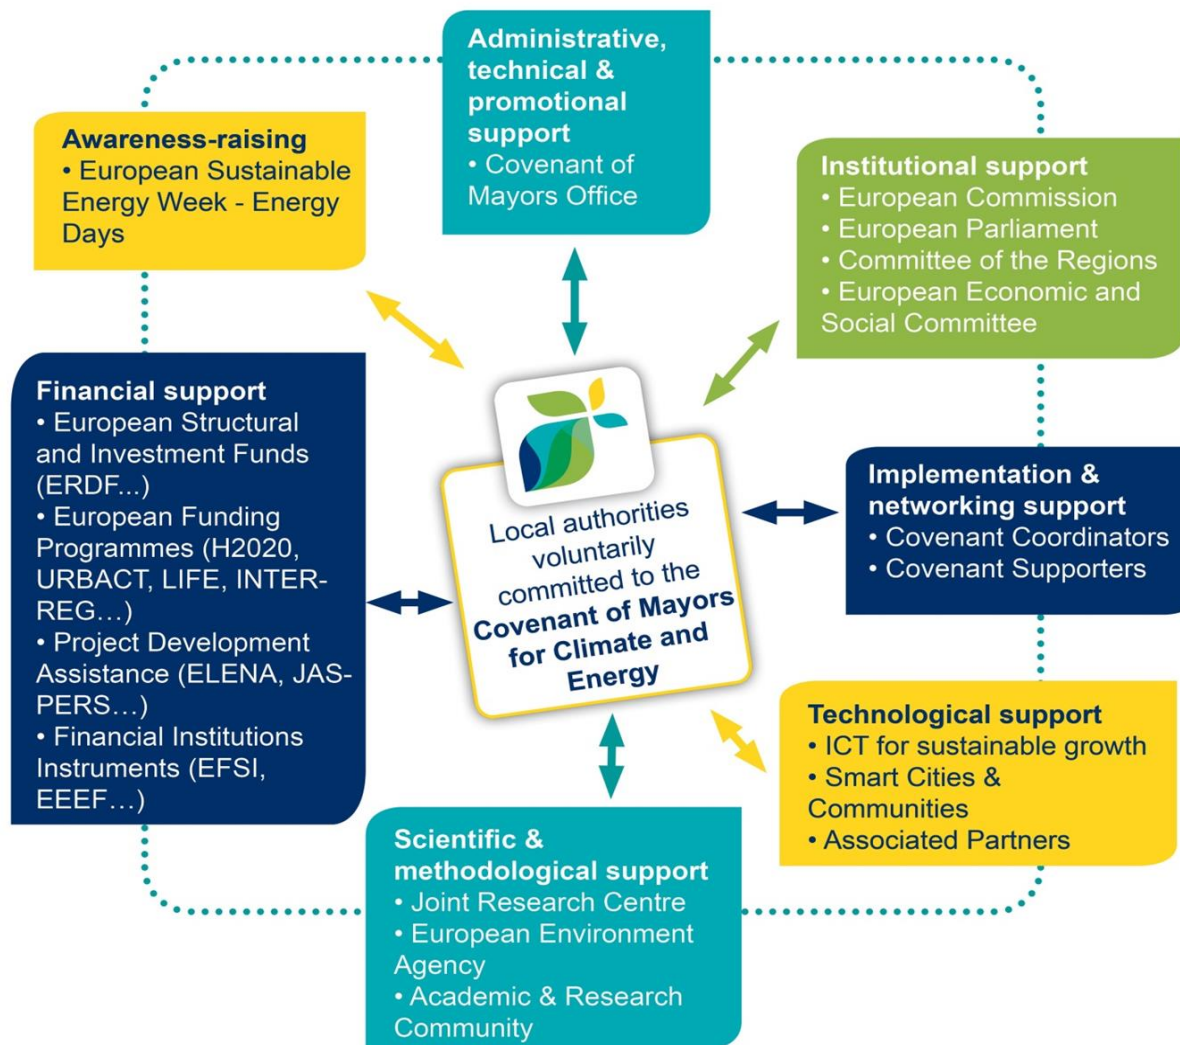 Administrative,
technical &
promotional
support
• Covenant of
Mayors Office
Awareness-raising
• European Sustainable
Energy Week - Energy
Days
Institutional support
• European Commission
• European Parliament
• Committee of the Regions
• European Economic and
Social Committee
Financial support
• European Structural
and Investment Funds
(ERDF...)
• European Funding
Programmes (H2020,
URBACT, LIFE, INTER-
REG…)
• Project Development
Assistance (ELENA, JAS-
PERS…)
• Financial Institutions
Instruments (EFSI,
EEEF…)
Local authorities
voluntarily
committed to the
Covenant of Mayors
for Climate and
Energy
Implementation &
networking support
• Covenant Coordinators
• Covenant Supporters
Technological support
• ICT for sustainable growth
• Smart Cities &
Communities
• Associated Partners
Scientific &
methodological support
• Joint Research Centre
• European Environment
Agency
• Academic & Research
Community